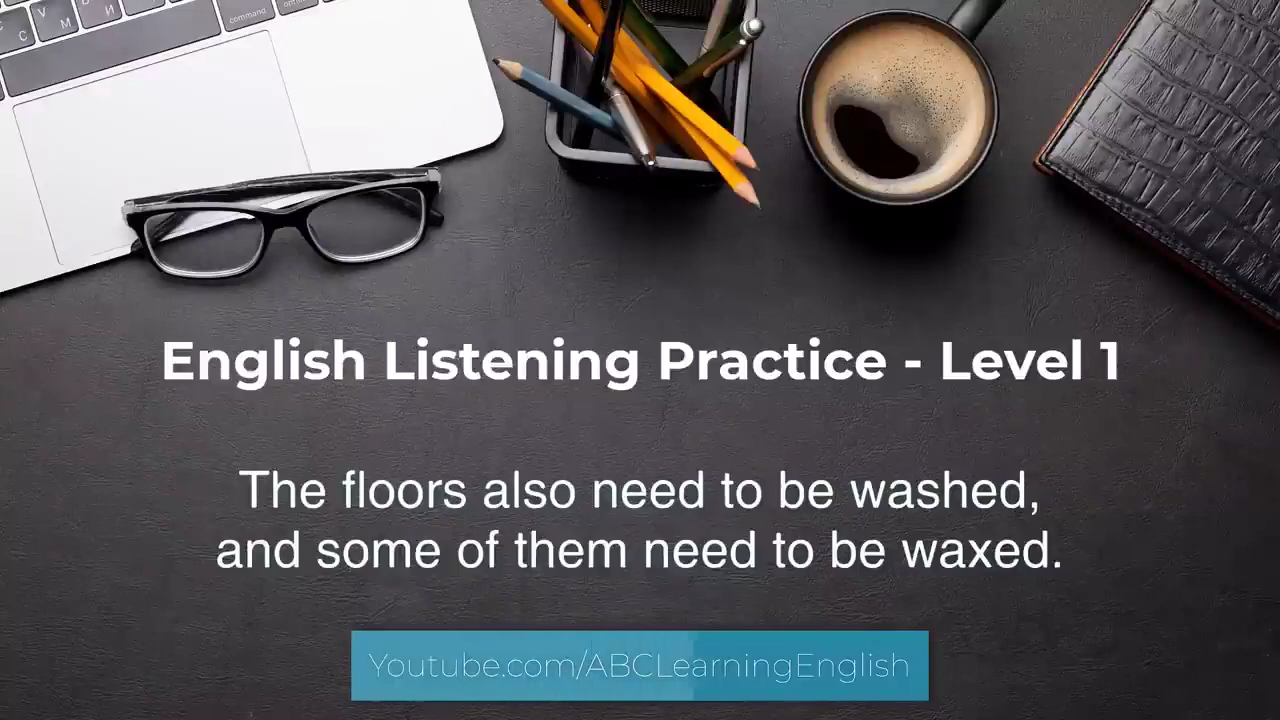 C
М
И
command
English Listening Practice - Level 1
The floors also need to be washed,
and some of them need to be waxed.
Youtube.com/ABCLearningEnglish